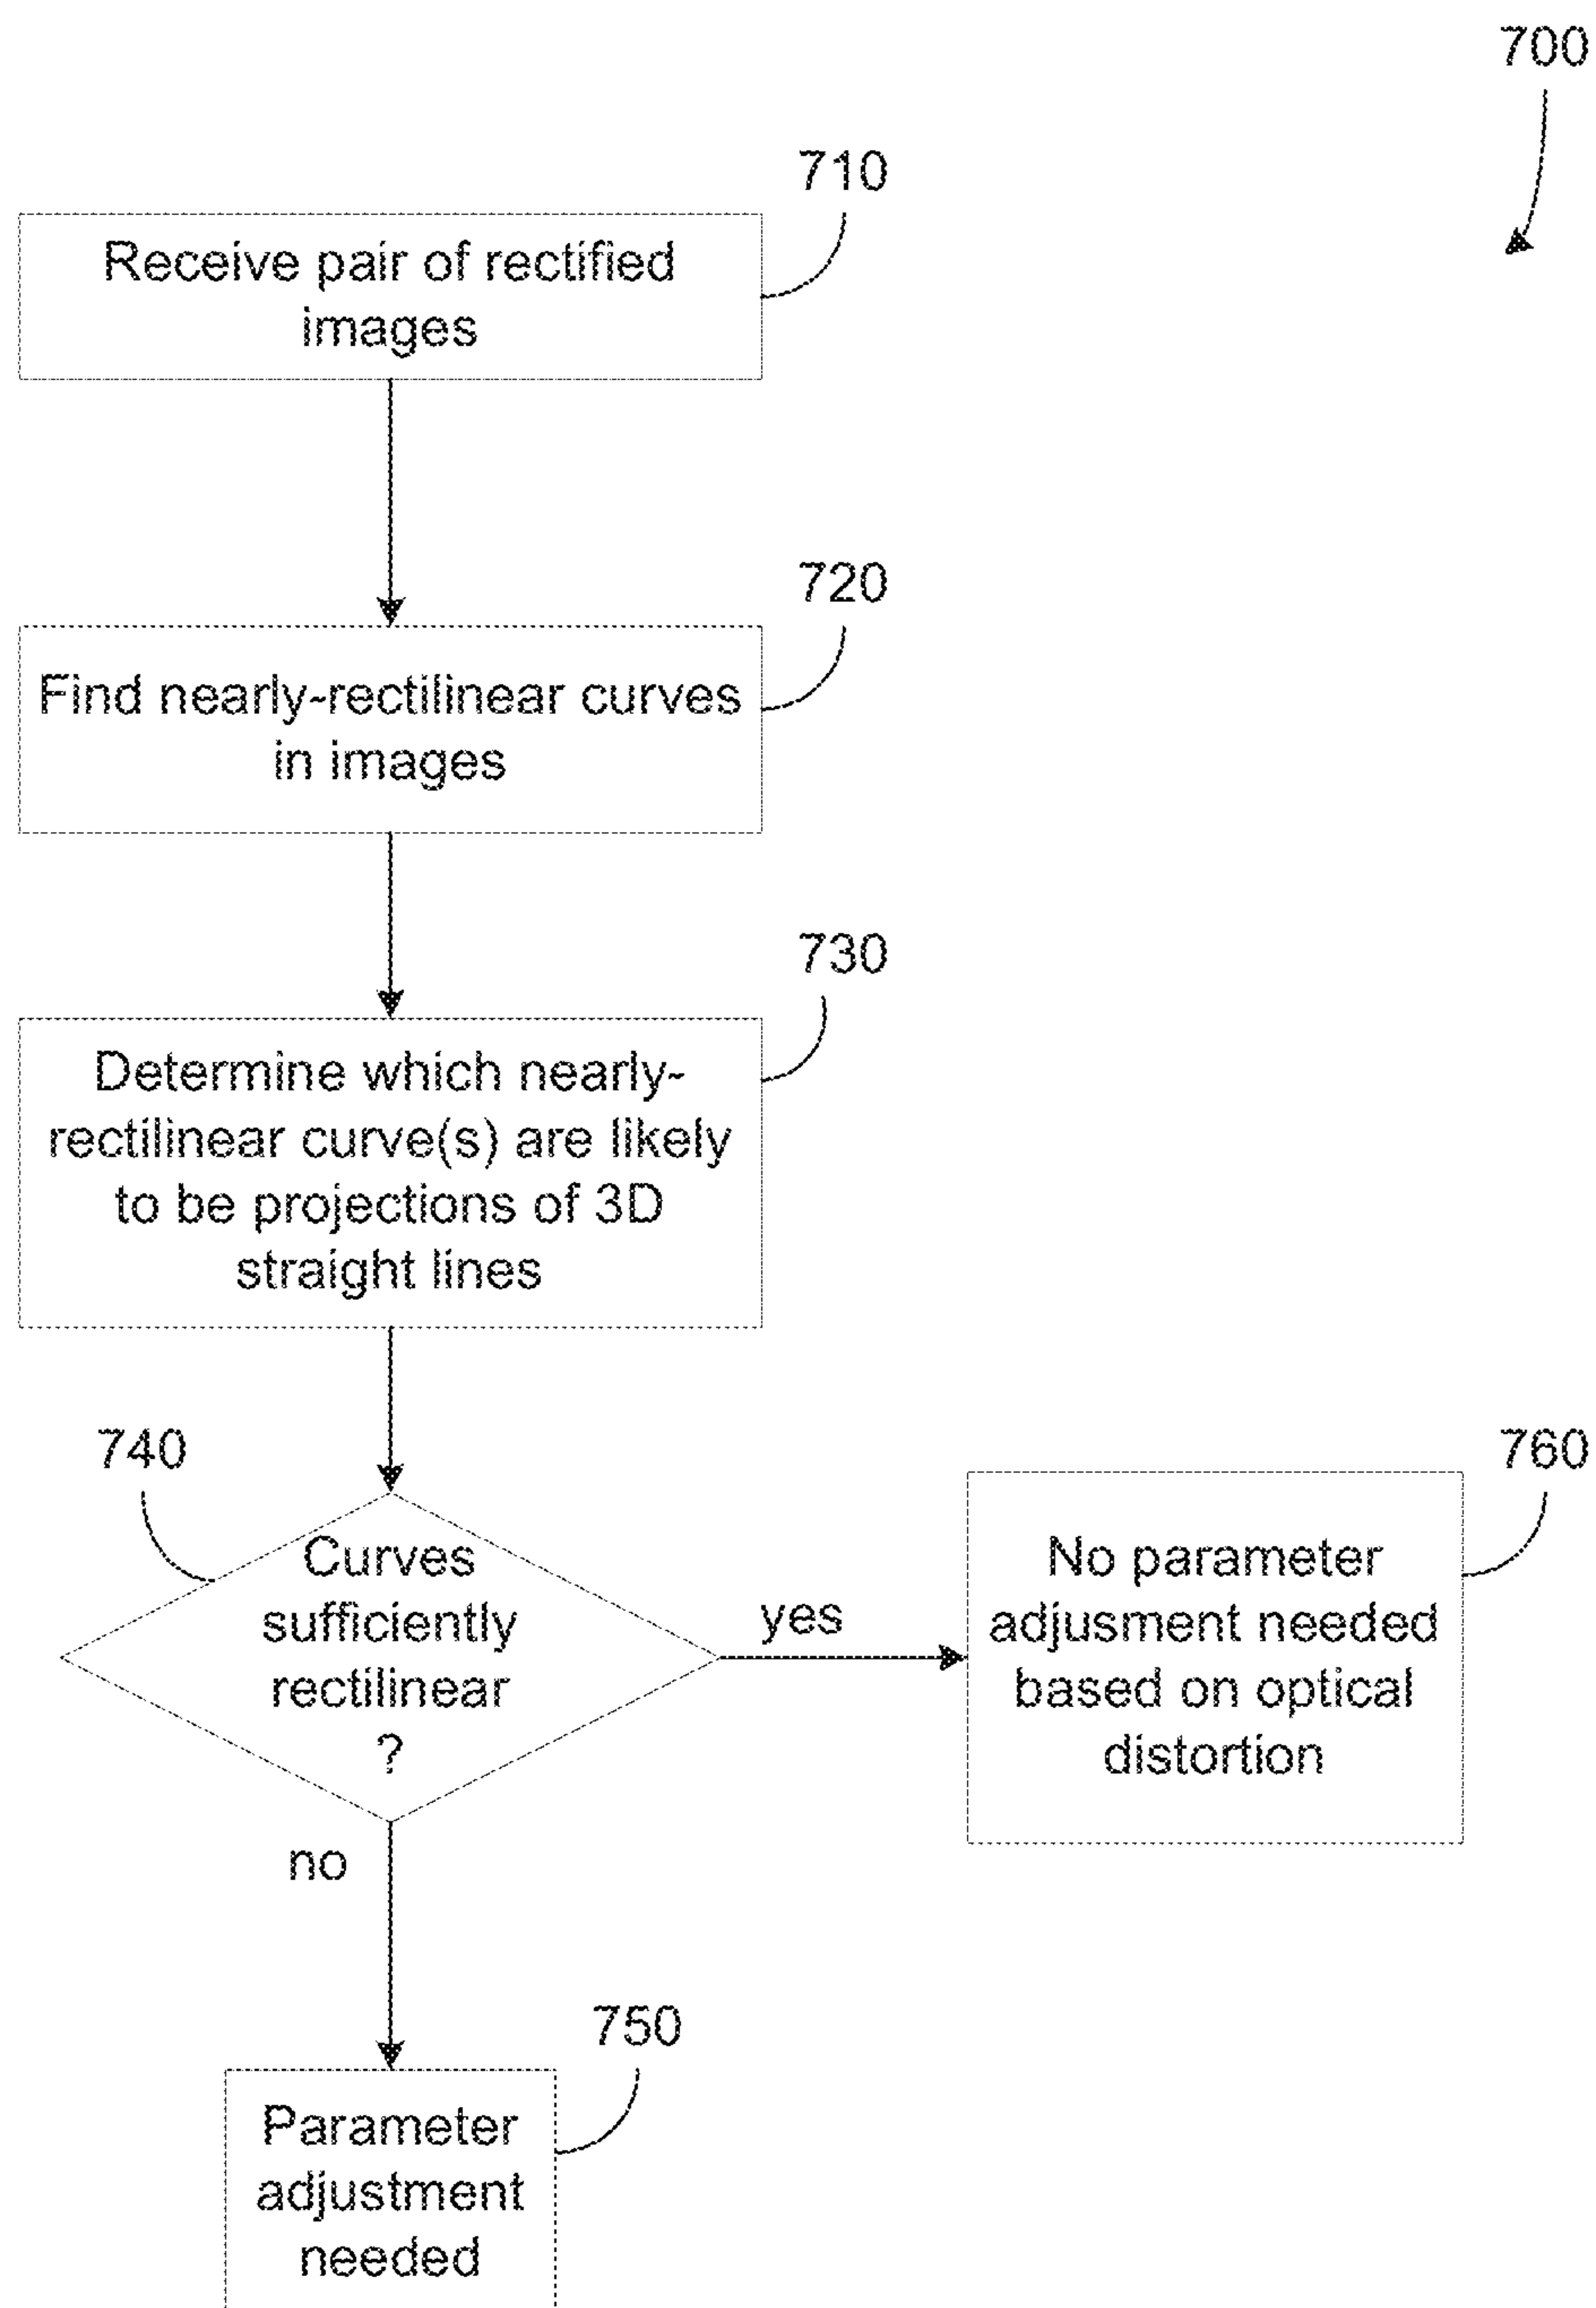 700
710
Receive pair of rectified
images
720
Find nearly-rectilinear curves
in images
730
Determine which nearly-
rectilinear curve(s) are likely
to be projections of 3D
straight lines
740
Curves
sufficiently
rectilinear
?
yes
760
No parameter
adjusment needed
based on optical
distortion
no
750
Parameter
adjustment
needed